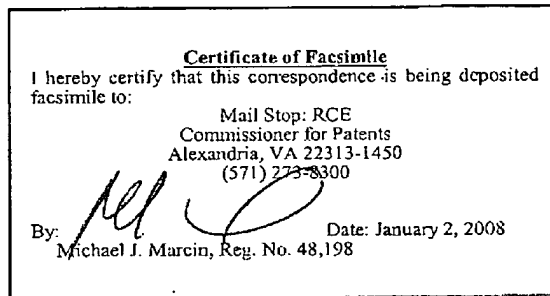 Certificate of Facsimile
I hereby certify that this correspondence is being deposited
facsimile to:
Mail Stop: RCE
Commissioner for Patents
Alexandria, VA 22313-1450
(571) 273-8300
By: Date: January 2, 2008
Michael J. Marcin, Reg. No. 48,198